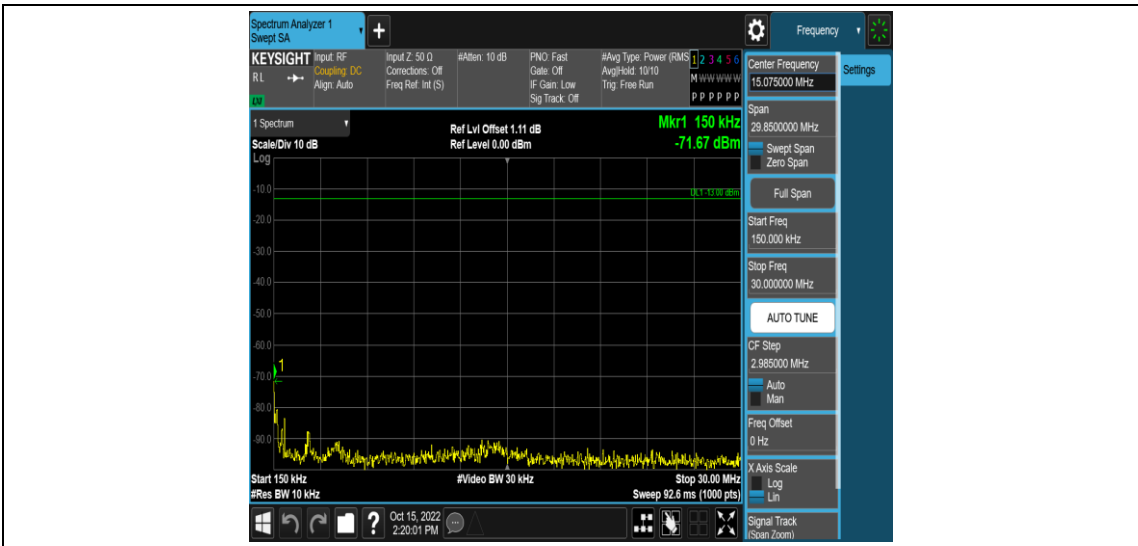 Spectrum Analyzer 1
Swept SA
+
Frequency
KEYSIGHT
RL
Input: RF
Coupling: DC
Align: Auto
Input Z: 50 Ω
Corrections: Off
Freq Ref: Int (S)
#Atten: 10 dB
PNO: Fast
Gate: Off
IF Gain: Low
Sig Track: Off
#Avg Type: Power (RMS
Avg|Hold: 10/10
Trig: Free Run
1 2 3 4 5 6
M W W W W W
P P P P P P
1 Spectrum
Scale/Div 10 dB
Log
Ref Lvl Offset 1.11 dB
Ref Level 0.00 dBm
Mkr1 150 kHz
-71.67 dBm
DL1 -13.00 dBm
-10.0
-20.0
-30.0
-40.0
-50.0
-60.0
-70.0
-80.0
-90.0
1
Start 150 kHz
#Res BW 10 kHz
#Video BW 30 kHz
Stop 30.00 MHz
Sweep 92.6 ms (1000 pts)
?
Oct 15, 2022
2:20:01 PM
Settings
Center Frequency
15.075000 MHz
Span
29.8500000 MHz
Swept Span
Zero Span
Full Span
Start Freq
150.000 kHz
Stop Freq
30.000000 MHz
AUTO TUNE
CF Step
2.985000 MHz
Auto
Man
Freq Offset
0 Hz
X Axis Scale
Log
Lin
Signal Track
(Span Zoom)